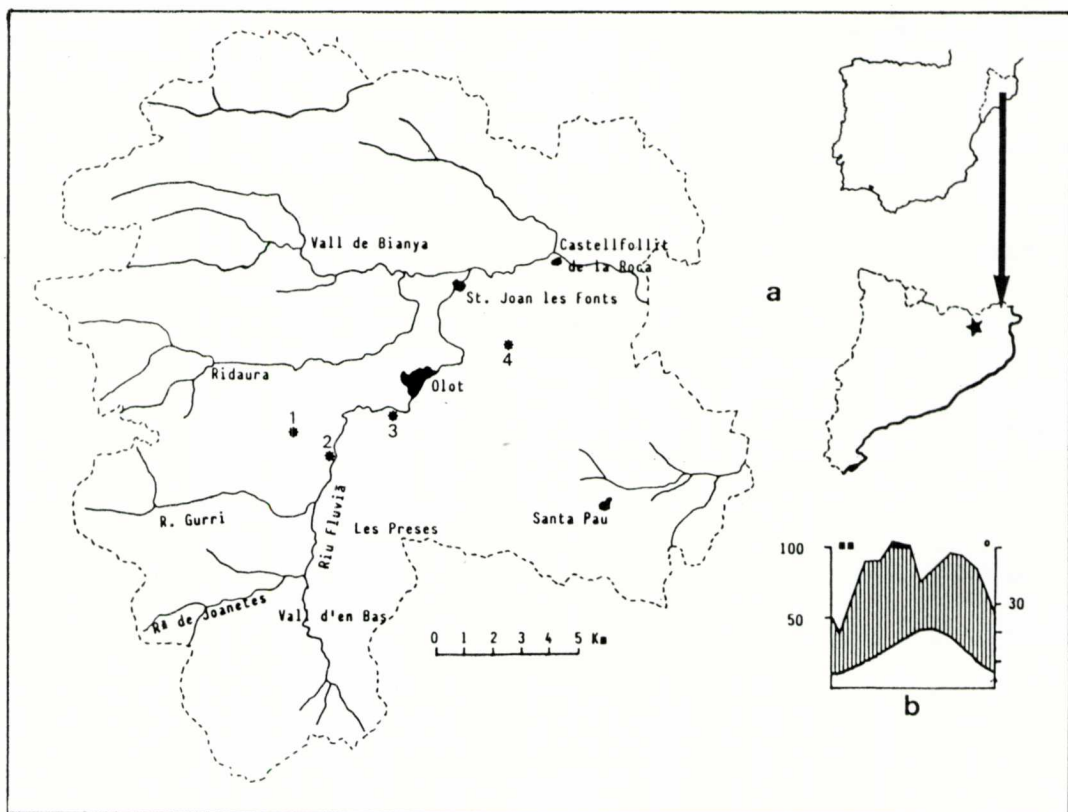 Vall de Bianya
Castellfollit
de la Roca
St. Joan les Fonts
a
4
Ridaura
Olot
1
3
2
R. Gurri
Riu Fluviā
Les Preses
Santa Pau
Rª de Joanetes
Vall d'en Bas
0 1 2 3 4 5 Km
100
50
30
b